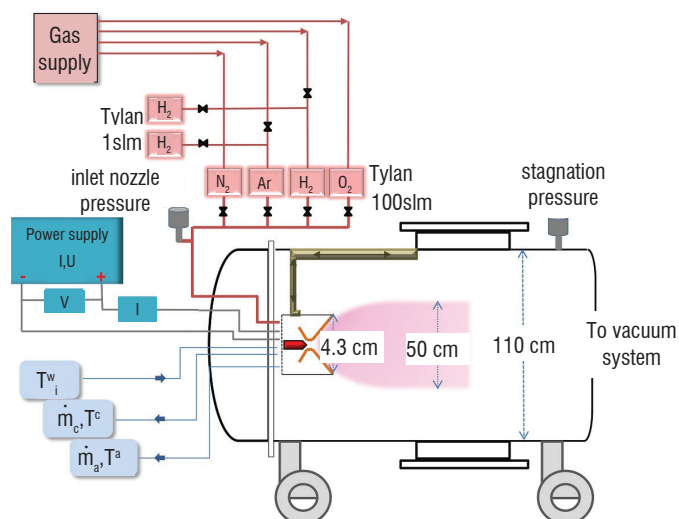 Gas
supply
H₂
Tylan
1slm
H₂
N₂
Ar
H₂
O₂
Tylan
100slm
inlet nozzle
pressure
stagnation
pressure
Power supply
I,U
-
+
V
I
4.3 cm
50 cm
110 cm
To vacuum
system
Tʷᵢ
ṁ꜀,Tᶜ
ṁₐ,Tᵃ